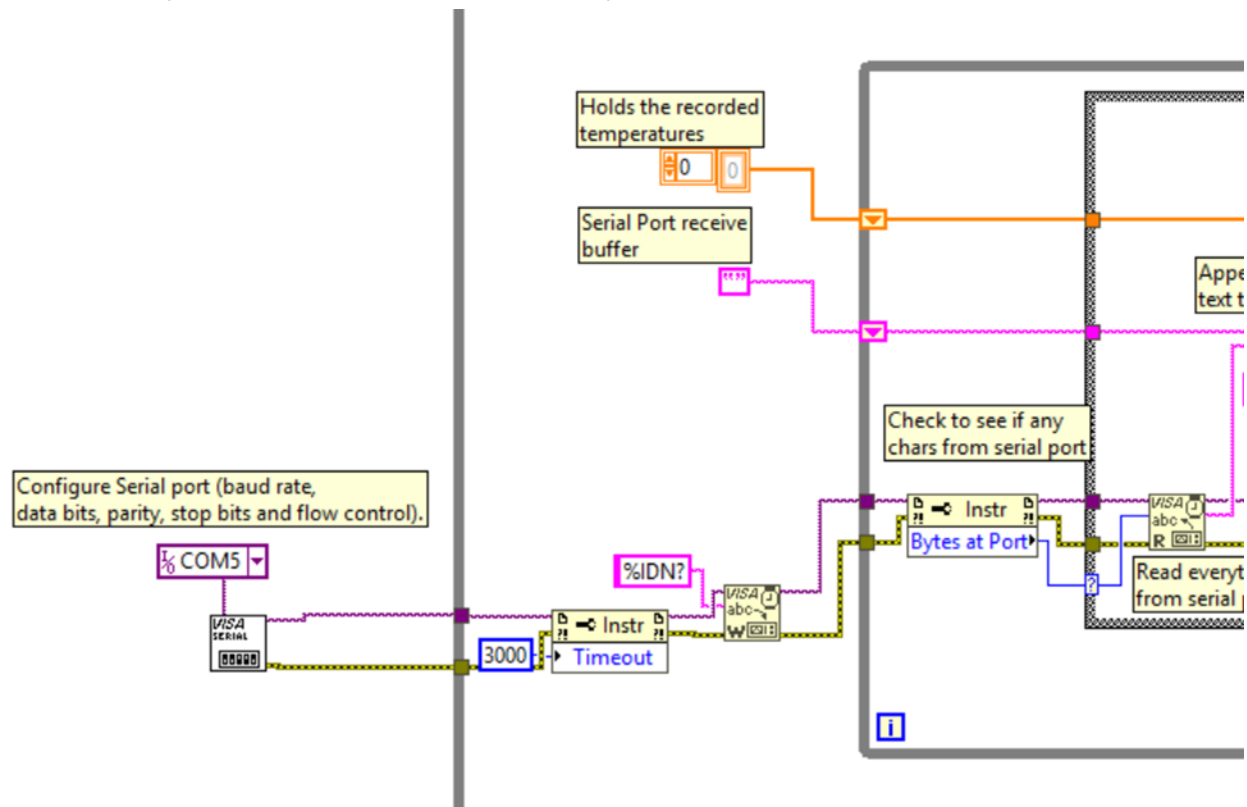 Holds the recorded
temperatures
0
0
Serial Port receive
buffer
""
Appe
text t
Check to see if any
chars from serial port
Configure Serial port (baud rate,
data bits, parity, stop bits and flow control).
I/O COM5
%IDN?
Instr
Bytes at Port
VISA
abc
R
?
Read everyt
from serial p
VISA
SERIAL
3000
Instr
Timeout
VISA
abc
W
i